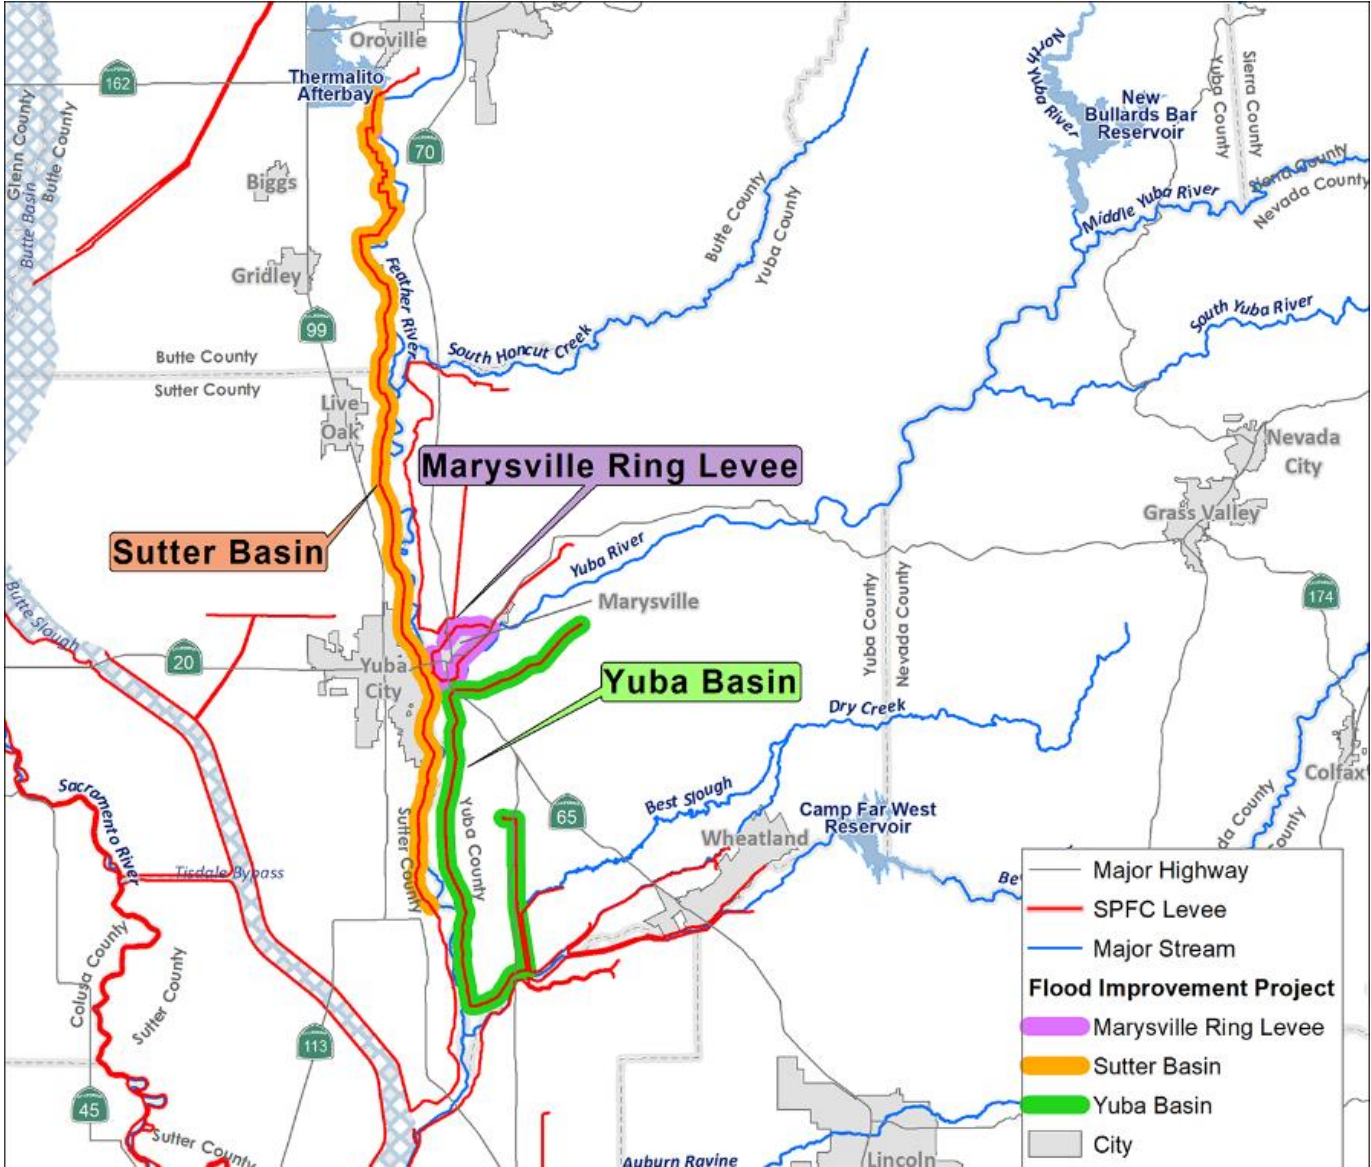 Oroville
162
Thermalito
Afterbay
70
Glenn County
Butte County
Butte Basin
Biggs
Gridley
99
Feather River
Butte County
Sutter County
Live
Oak
South Honcut Creek
Butte County
Yuba County
North Yuba River
New
Bullards Bar
Reservoir
Yuba County
Sierra County
Middle Yuba River
Sierra County
Nevada County
South Yuba River
Nevada
City
Grass Valley
174
Marysville Ring Levee
Sutter Basin
Yuba River
Marysville
Yuba County
Nevada County
Butte Slough
20
Yuba
City
Yuba Basin
Dry Creek
Best Slough
Camp Far West
Reservoir
Wheatland
65
Colfax
da County
County
Be
Sacramento River
Tisdale Bypass
Sutter County
Yuba County
Colusa County
Sutter County
113
45
Sutter County
Auburn Ravine
Lincoln
Major Highway
SPFC Levee
Major Stream
Flood Improvement Project
Marysville Ring Levee
Sutter Basin
Yuba Basin
City